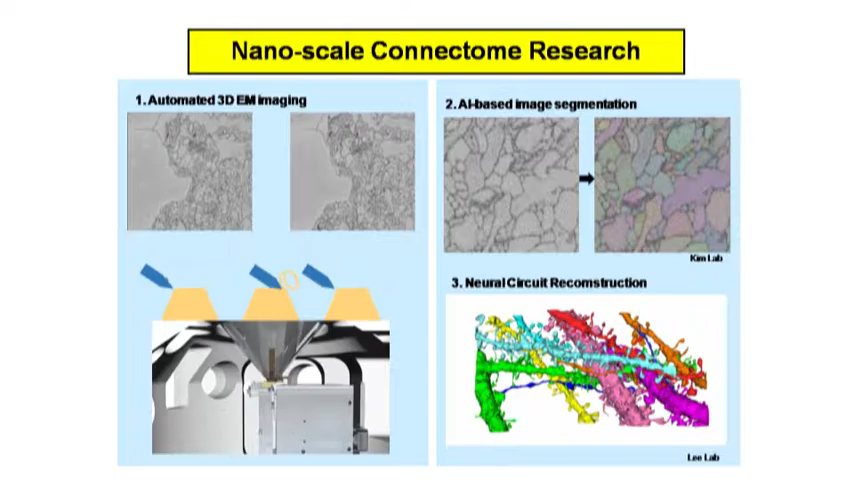 Nano-scale Connectome Research
1. Automated 3D EM imaging
2. AI-based image segmentation
Kim Lab
3. Neural Circuit Recomstruction
Lee Lab